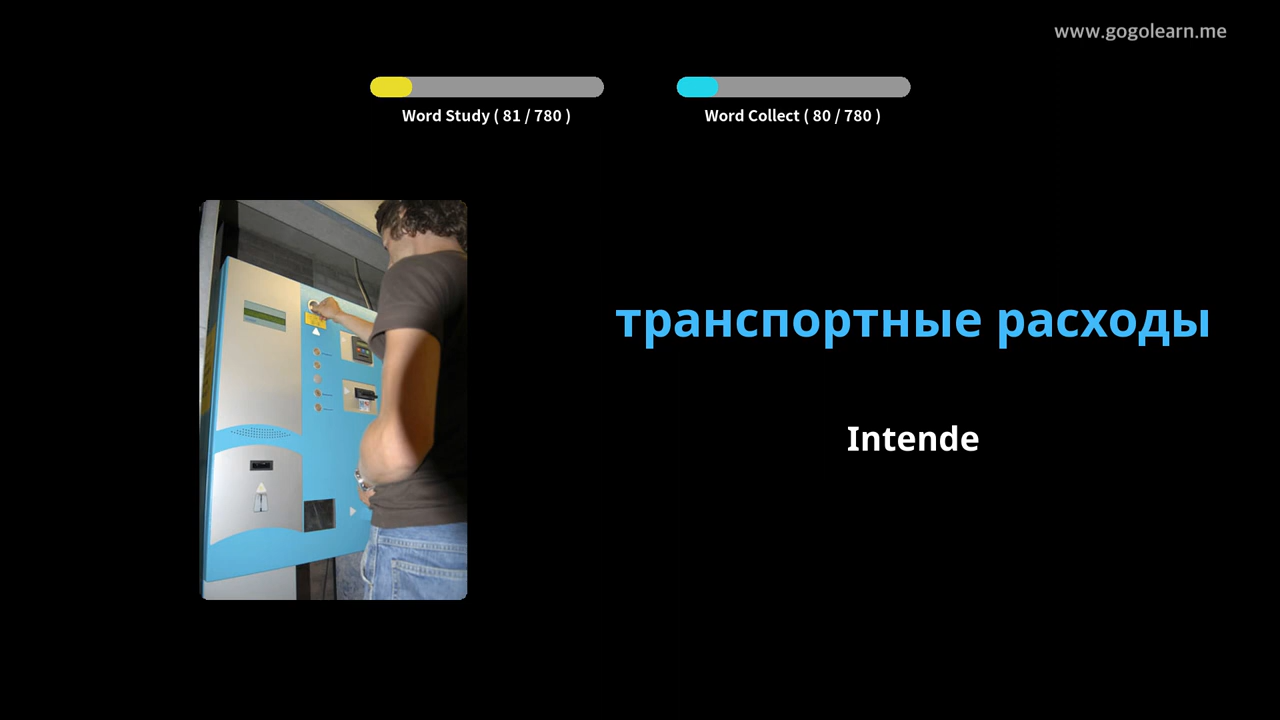 www.gogolearn.me
Word Study ( 81 / 780 )
Word Collect ( 80 / 780 )
транспортные расходы
Intende